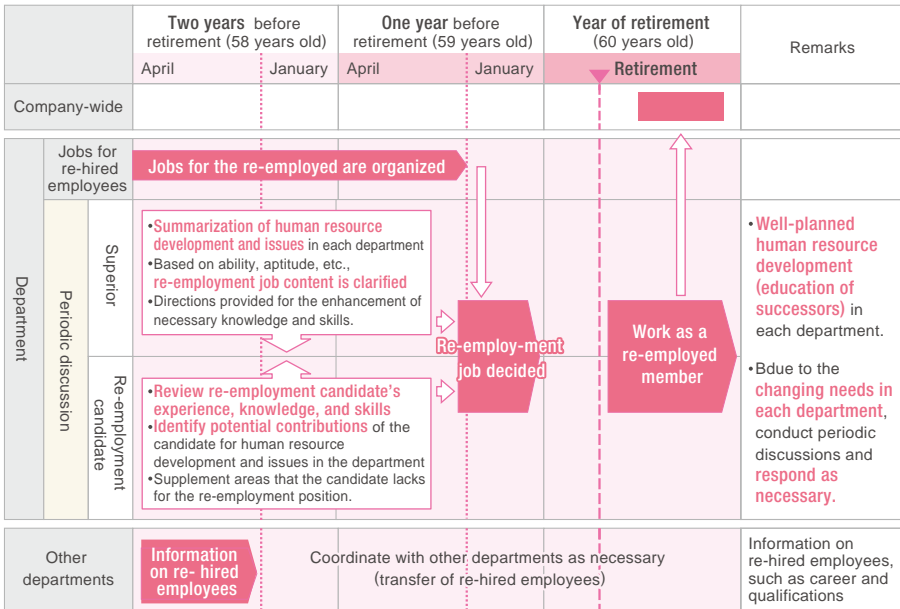 Two years before
retirement (58 years old)
One year before
retirement (59 years old)
Year of retirement
(60 years old)
Remarks
April
January
April
January
Retirement
Company-wide
Department
Jobs for
re-hired
employees
Jobs for the re-employed are organized
Periodic discussion
Superior
•Summarization of human resource
development and issues in each department
•Based on ability, aptitude, etc.,
re-employment job content is clarified
•Directions provided for the enhancement of
necessary knowledge and skills.
Re-employ-ment
job decided
Work as a
re-employed
member
•Well-planned
human resource
development
(education of
successors) in
each department.
•Bdue to the
changing needs in
each department,
conduct periodic
discussions and
respond as
necessary.
Re-employment
candidate
•Review re-employment candidate's
experience, knowledge, and skills
•Identify potential contributions of the
candidate for human resource
development and issues in the department
•Supplement areas that the candidate lacks
for the re-employment position.
Other
departments
Information
on re- hired
employees
Coordinate with other departments as necessary
(transfer of re-hired employees)
Information on
re-hired employees,
such as career and
qualifications